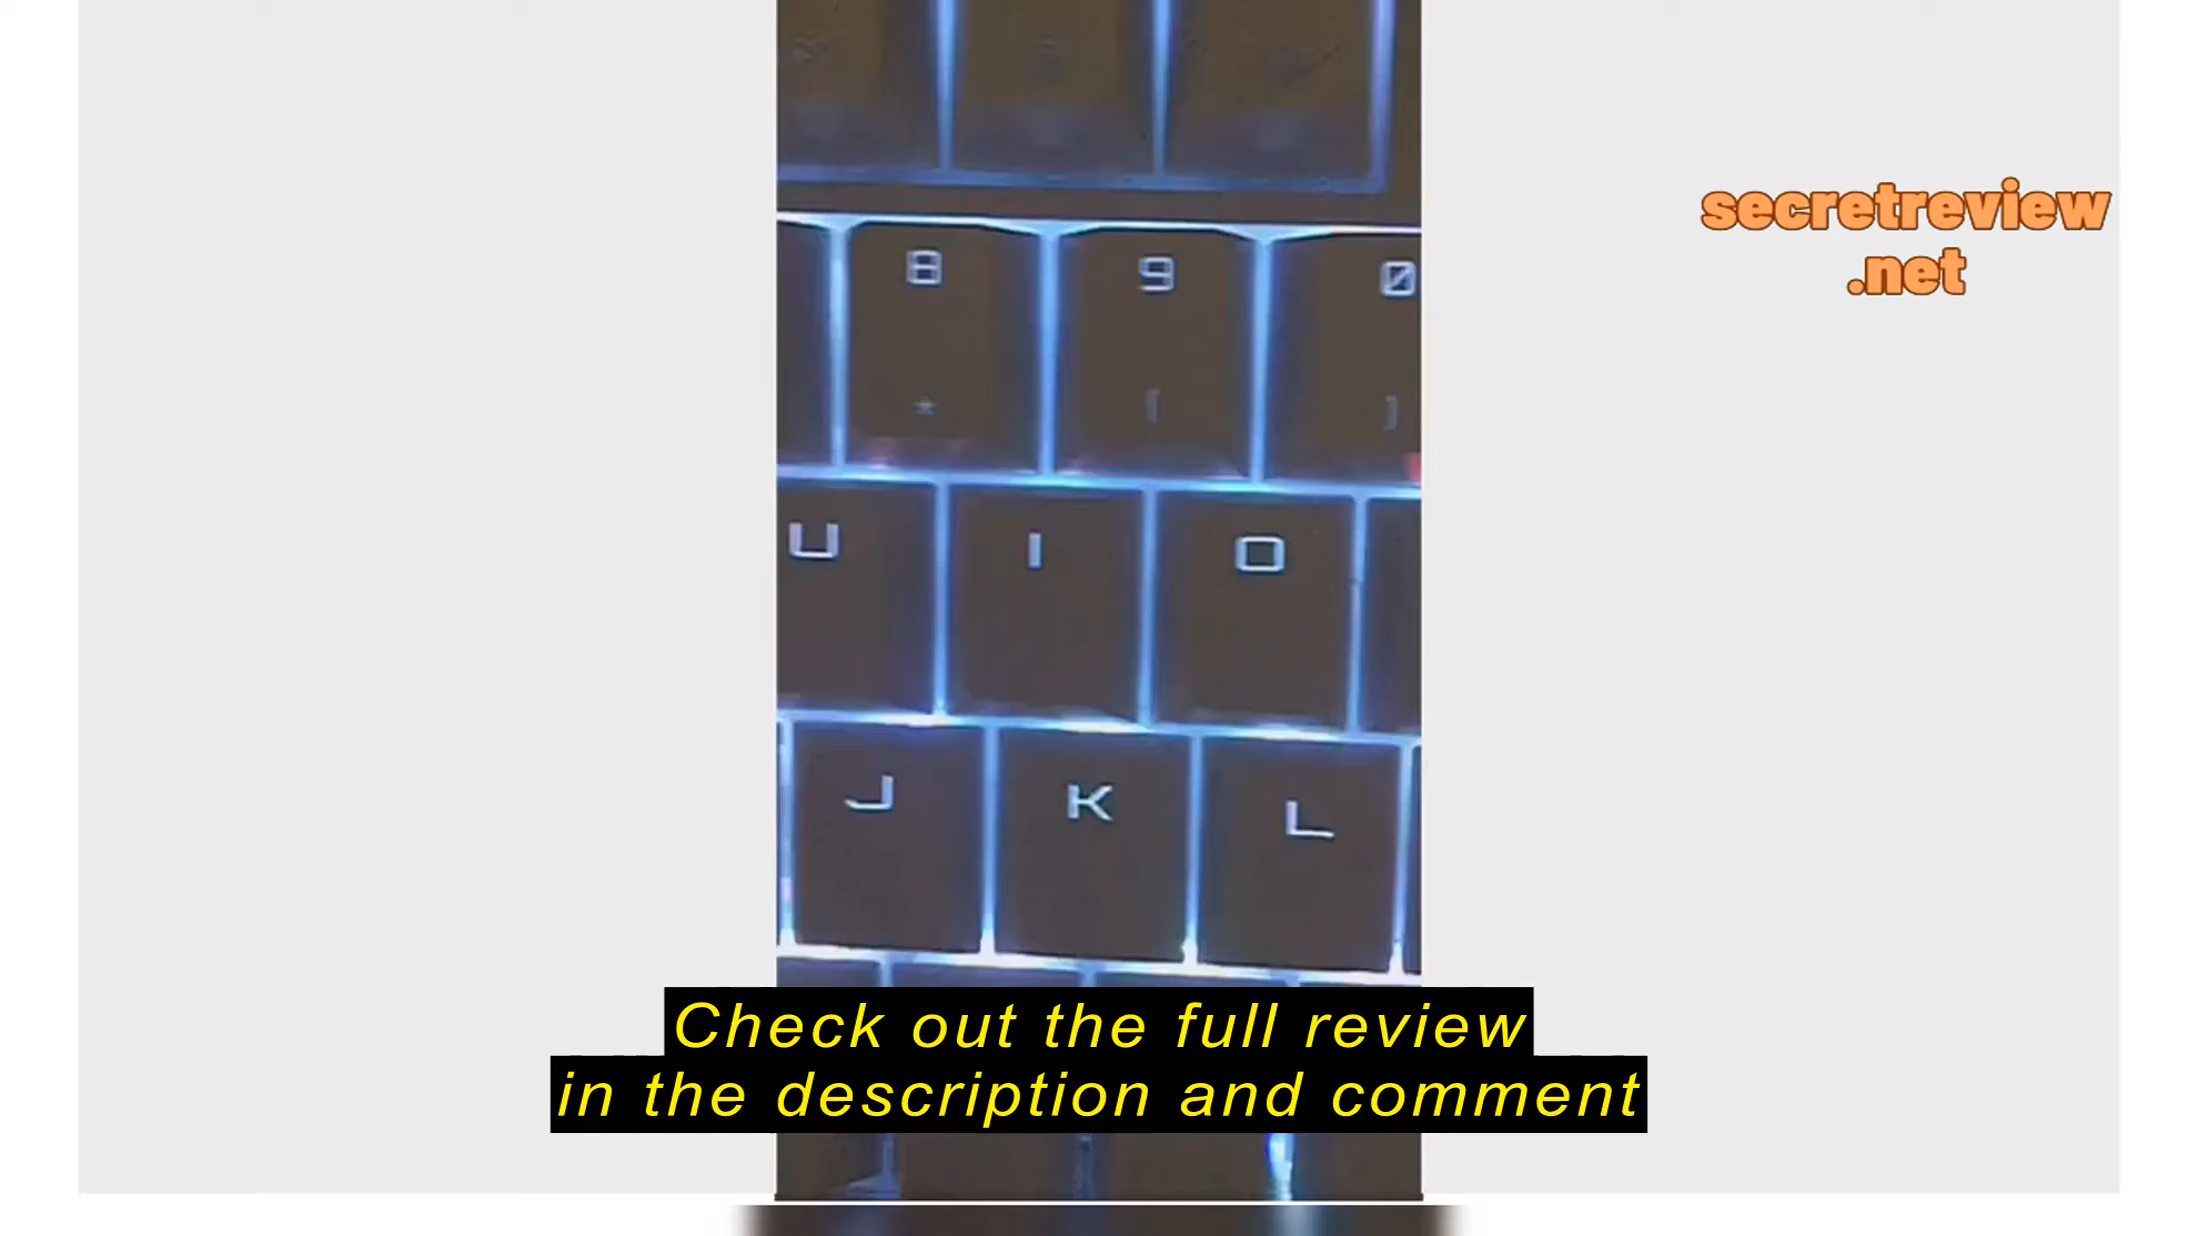 secretreview
.net
8 9 0
* [ ]
U I O
J K L
Check out the full review
in the description and comment